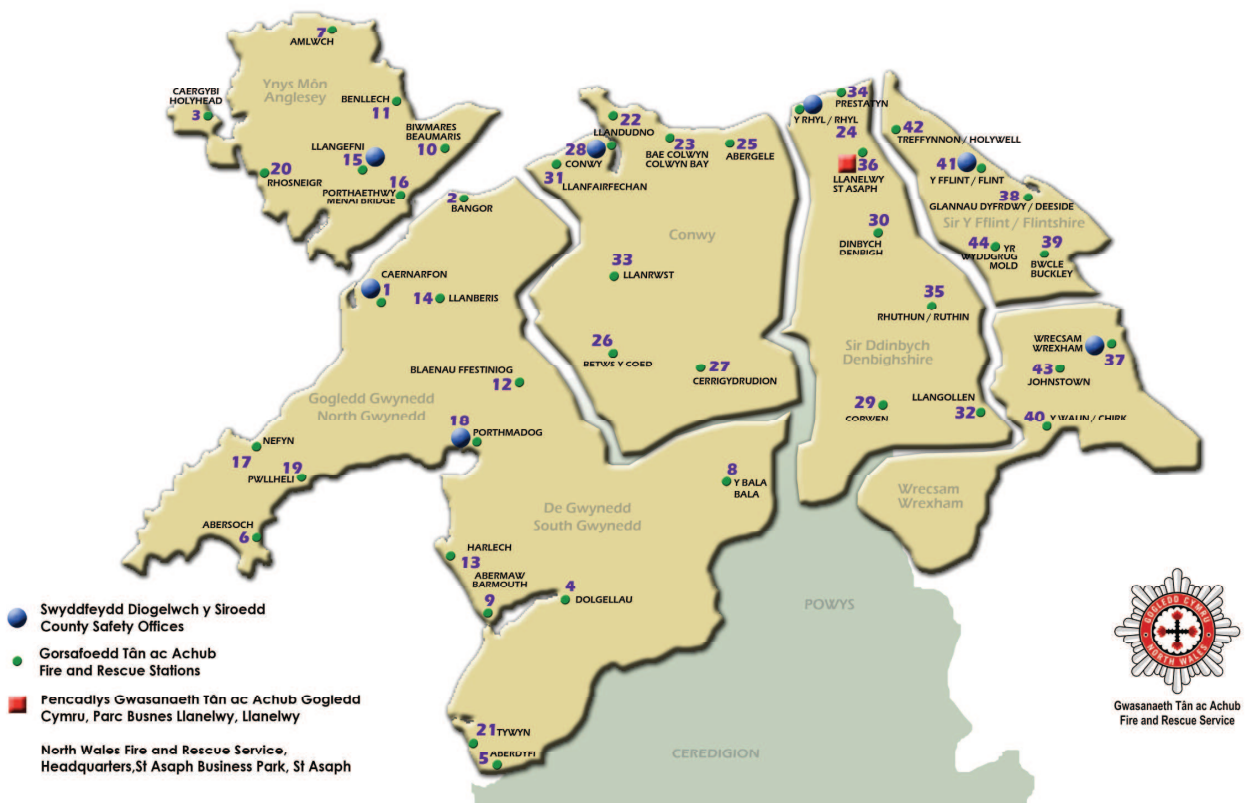 7
AMLWCH
Ynys Môn
Anglesey
CAERGYBI
HOLYHEAD
3
BENLLECH
11
BIWMARES
BEAUMARIS
10
LLANGEFNI
15
20
RHOSNEIGR
16
PORTHAETHWY
MENAI BRIDGE
2
BANGOR
22
LLANDUDNO
28
CONWY
31
LLANFAIRFECHAN
23
BAE COLWYN
COLWYN BAY
25
ABERGELE
Conwy
33
LLANRWST
26
BETWS Y COED
27
CERRIGYDRUDION
34
PRESTATYN
Y RHYL / RHYL
24
36
LLANELWY
ST ASAPH
30
DINBYCH
DENBIGH
35
RHUTHUN / RUTHIN
Sir Ddinbych
Denbighshire
29
CORWEN
LLANGOLLEN
32
42
TREFFYNNON / HOLYWELL
41
Y FFLINT / FLINT
38
GLANNAU DYFRDWY / DEESIDE
Sir Y Fflint / Flintshire
44 YR
WYDDGRUG
MOLD
39
BWCLE
BUCKLEY
WRECSAM
WREXHAM
37
43
JOHNSTOWN
40 Y WAUN / CHIRK
Wrecsam
Wrexham
CAERNARFON
1
14 LLANBERIS
BLAENAU FFESTINIOG
12
Gogledd Gwynedd
North Gwynedd
18
PORTHMADOG
NEFYN
17
19
PWLLHELI
ABERSOCH
6
8
Y BALA
BALA
De Gwynedd
South Gwynedd
HARLECH
13
ABERMAW
BARMOUTH
9
4
DOLGELLAU
21 TYWYN
5 ABERDYFI
POWYS
CEREDIGION
Swyddfeydd Diogelwch y Siroedd
County Safety Offices
Gorsafoedd Tân ac Achub
Fire and Rescue Stations
Pencadlys Gwasanaeth Tân ac Achub Gogledd
Cymru, Parc Busnes Llanelwy, Llanelwy
North Wales Fire and Rescue Service,
Headquarters,St Asaph Business Park, St Asaph
GOGLEDD CYMRU
NORTH WALES
Gwasanaeth Tân ac Achub
Fire and Rescue Service